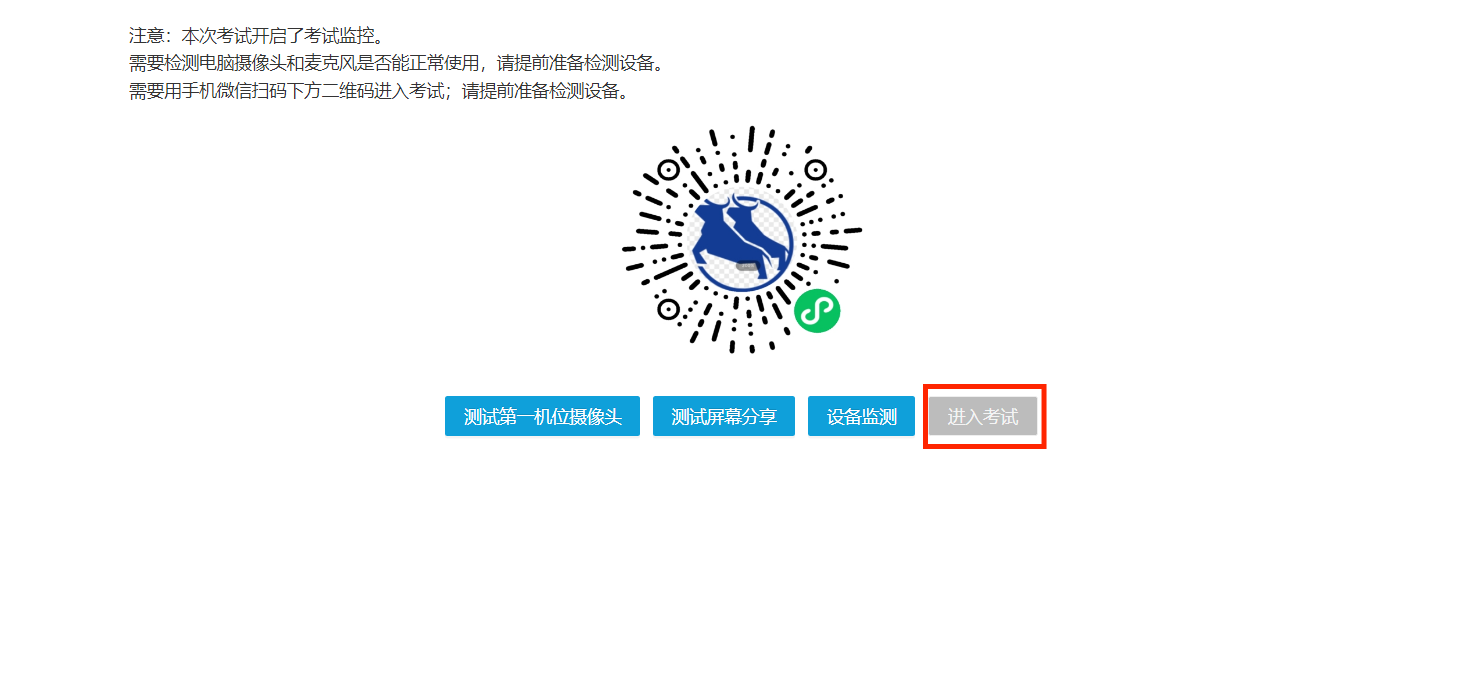 注意：本次考试开启了考试监控。
需要检测电脑摄像头和麦克风是否能正常使用，请提前准备检测设备。
需要用手机微信扫码下方二维码进入考试；请提前准备检测设备。
测试第一机位摄像头 测试屏幕分享 设备监测 进入考试